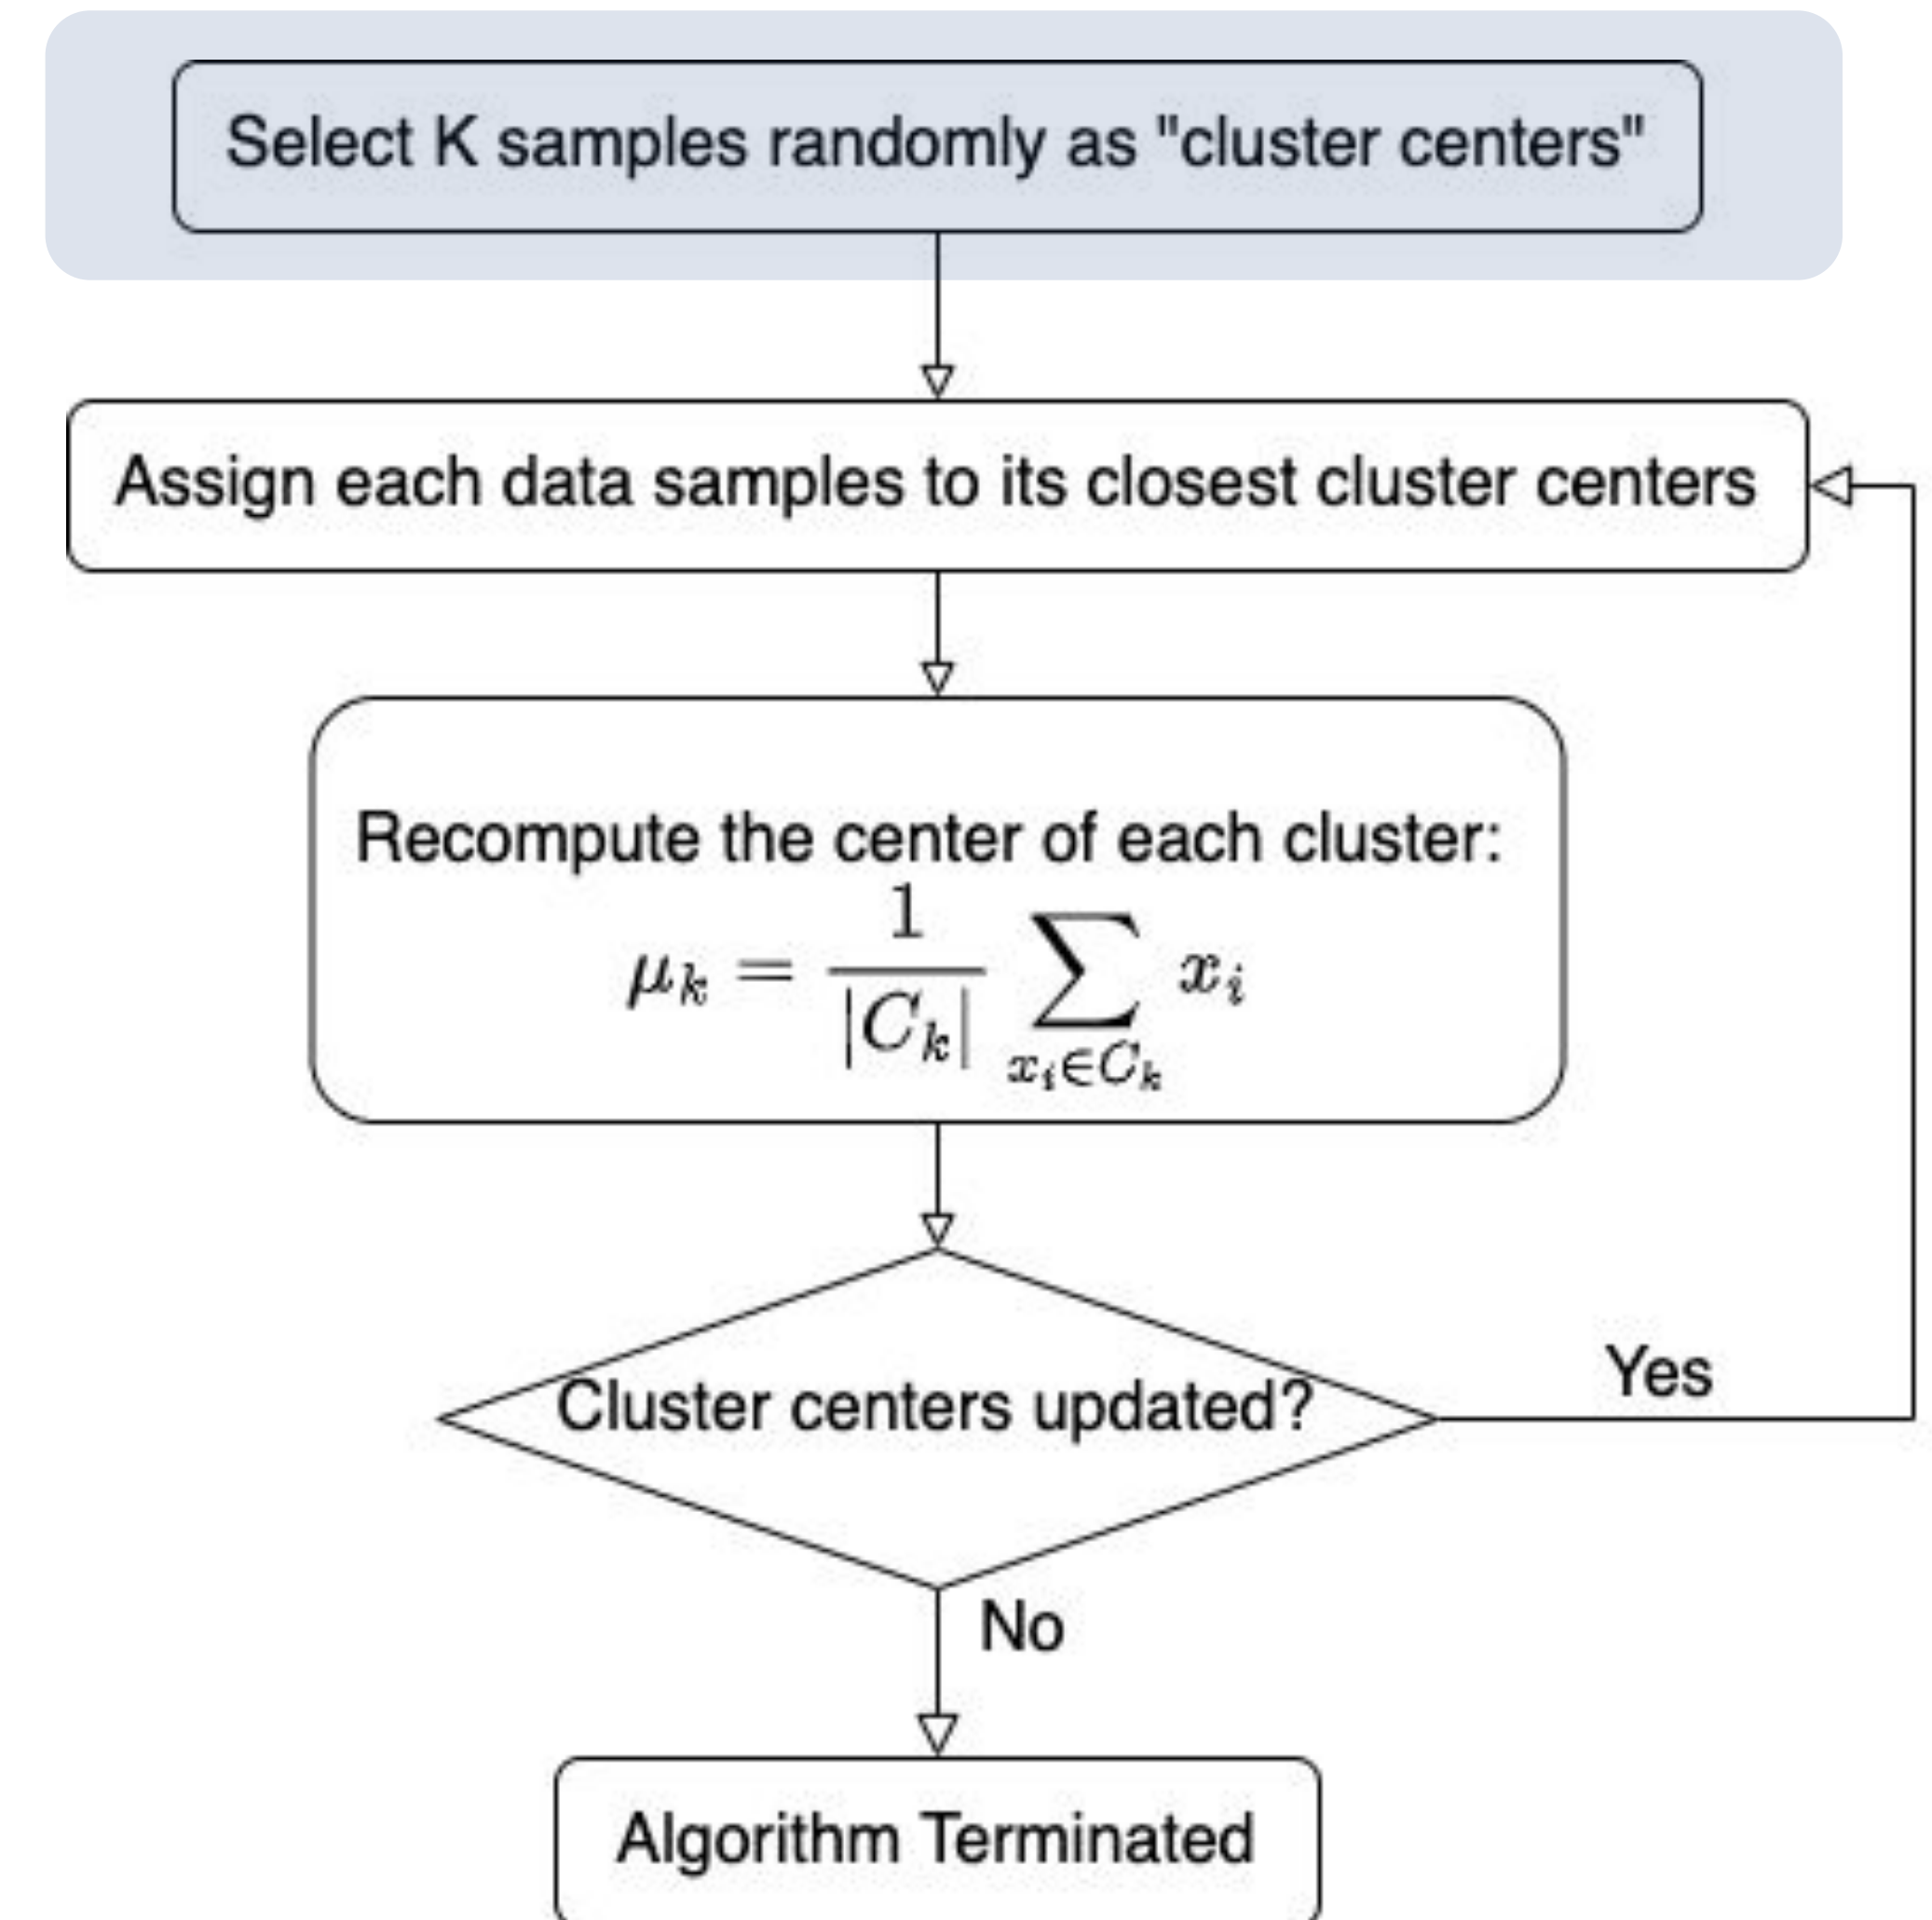 Select K samples randomly as "cluster centers"
Assign each data samples to its closest cluster centers
Recompute the center of each cluster:
μ_k = 1/|C_k| ∑_{x_i∈C_k} x_i
Cluster centers updated?
Yes
No
Algorithm Terminated